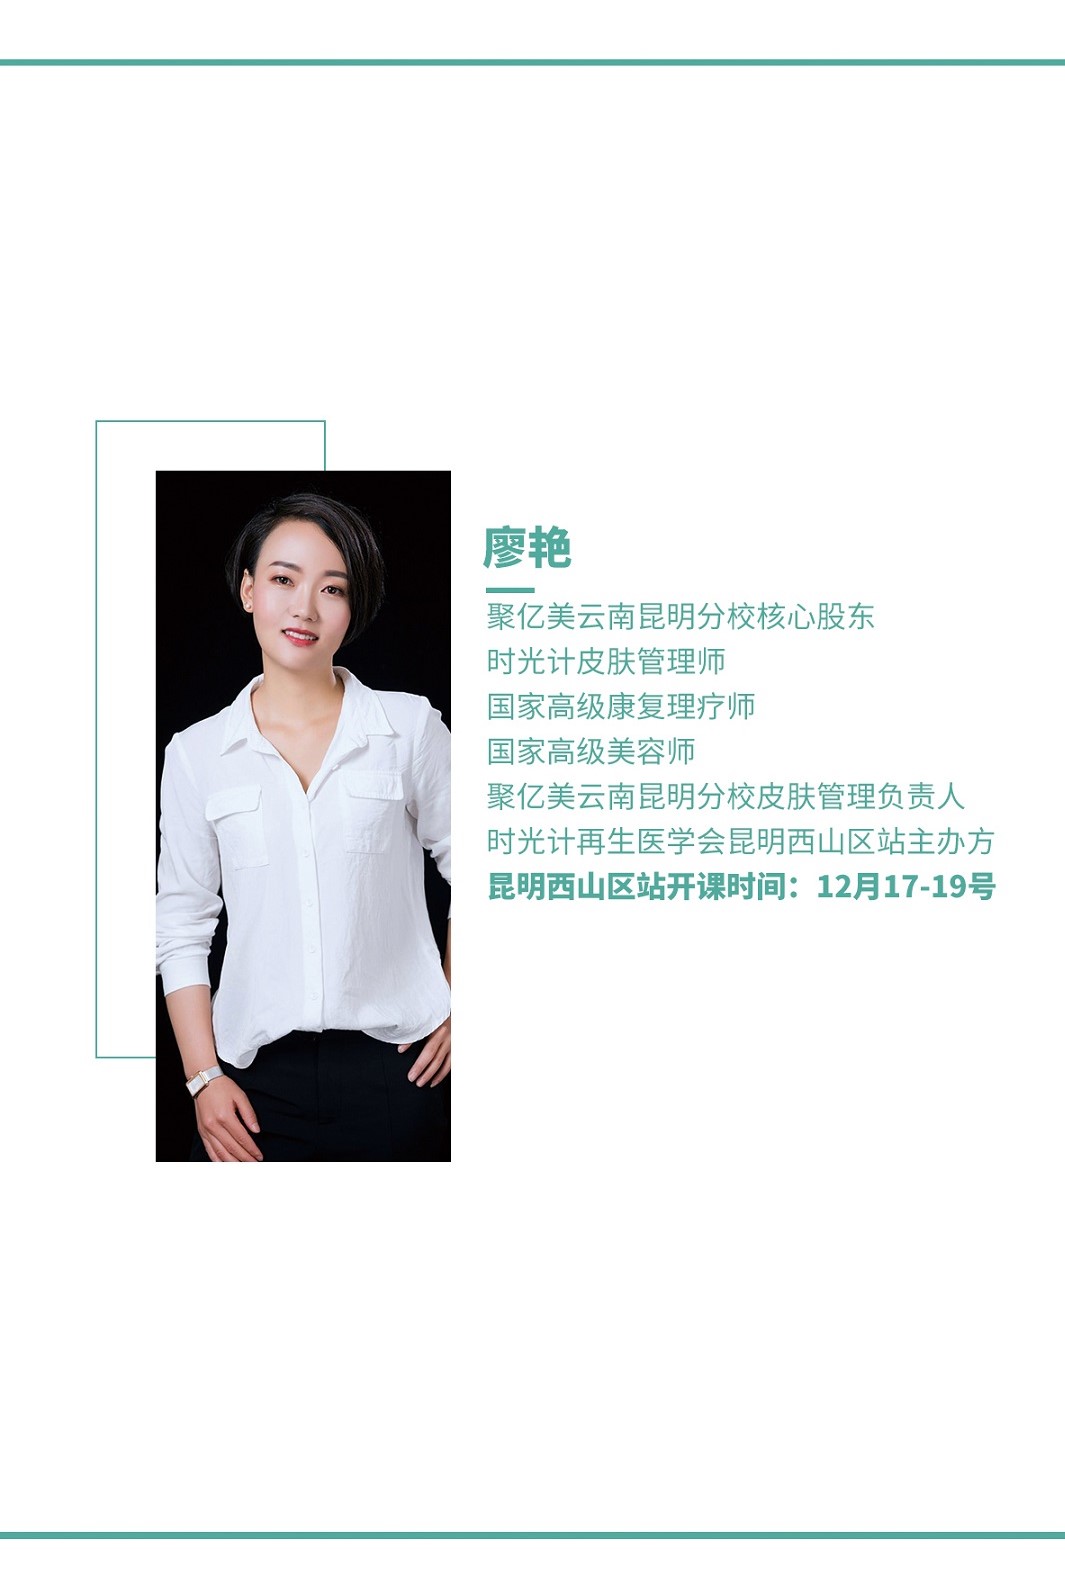 廖艳
聚亿美云南昆明分校核心股东
时光计皮肤管理师
国家高级康复理疗师
国家高级美容师
聚亿美云南昆明分校皮肤管理负责人
时光计再生医学会昆明西山区站主办方
昆明西山区站开课时间：12月17-19号